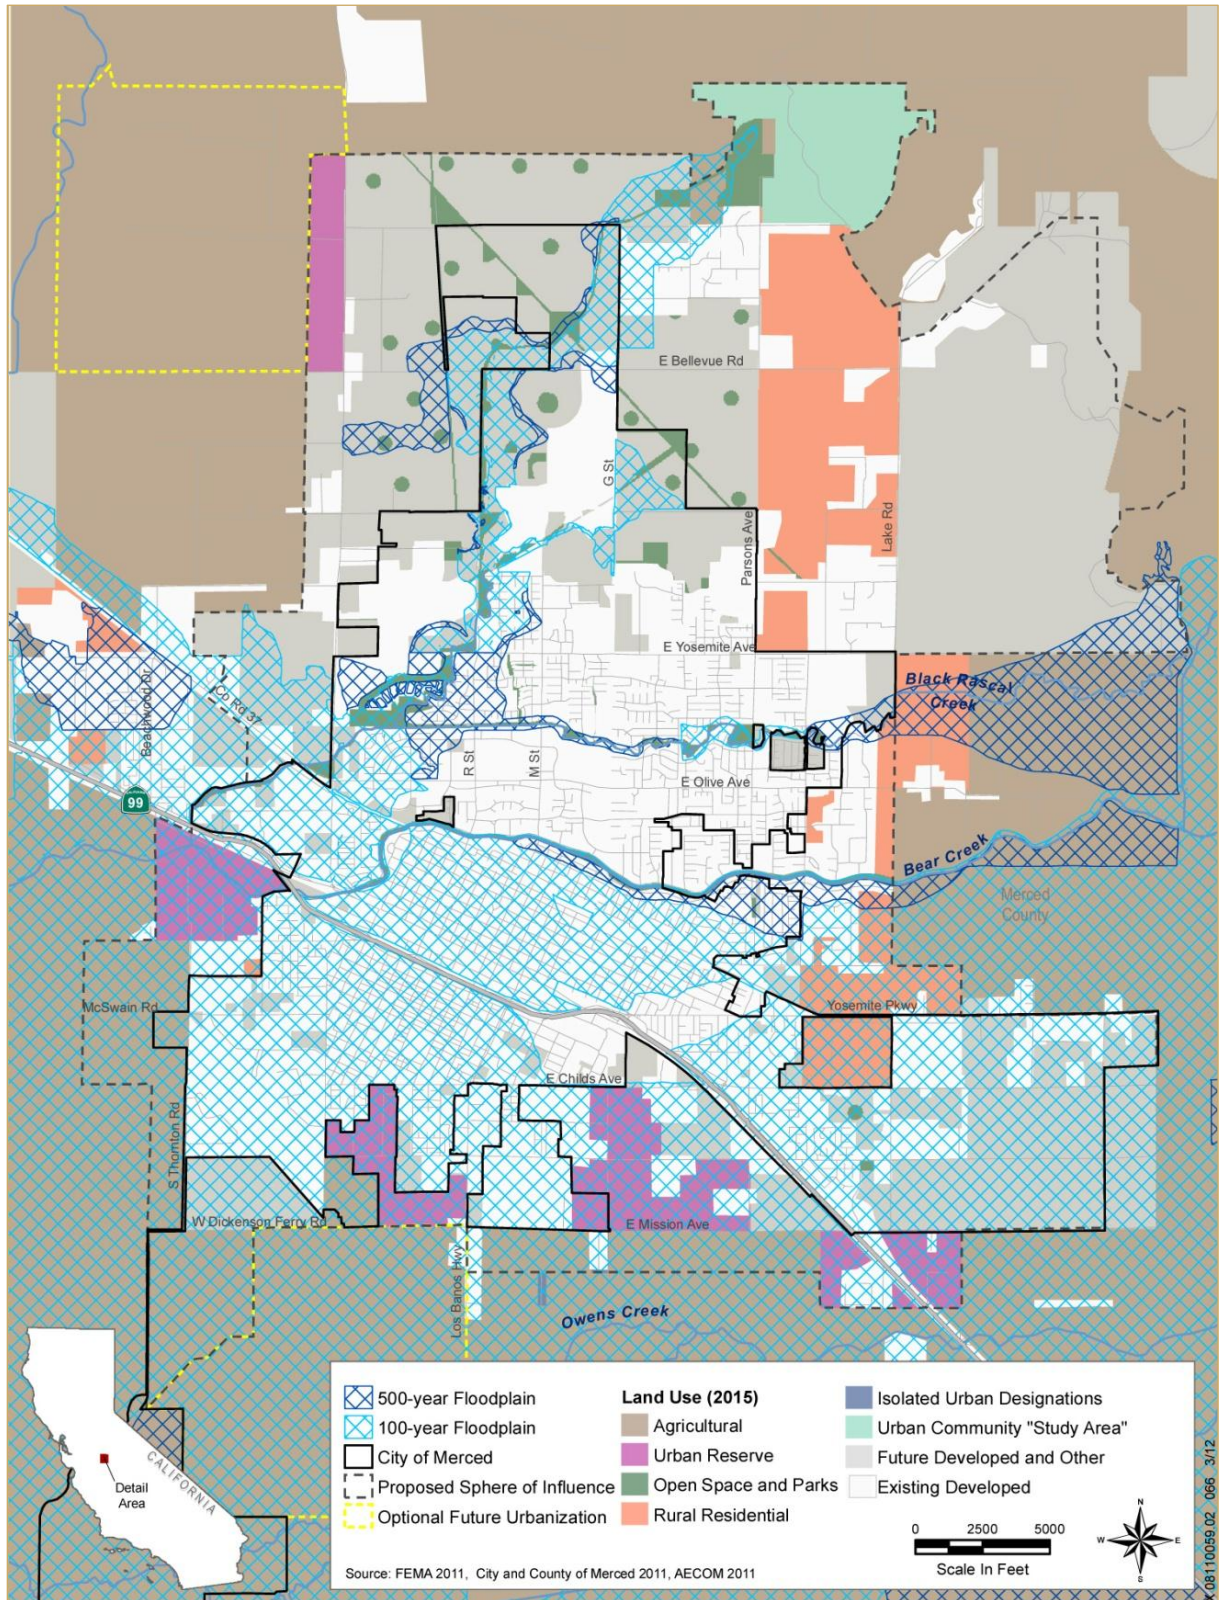 E Bellevue Rd
G St
Parsons Ave
Lake Rd
E Yosemite Ave
Black Rascal
Creek
Beachwood Dr
Co Rd 37
R St
M St
E Olive Ave
CALIFORNIA
99
Bear Creek
Merced
County
McSwain Rd
Yosemite Pkwy
E Childs Ave
S Thornton Rd
W Dickenson Ferry Rd
E Mission Ave
Los Banos Hwy
Owens Creek
CALIFORNIA
Detail
Area
500-year Floodplain
100-year Floodplain
City of Merced
Proposed Sphere of Influence
Optional Future Urbanization
Land Use (2015)
Agricultural
Urban Reserve
Open Space and Parks
Rural Residential
Isolated Urban Designations
Urban Community "Study Area"
Future Developed and Other
Existing Developed
0 2500 5000
Scale In Feet
N
W E
S
Source: FEMA 2011, City and County of Merced 2011, AECOM 2011
X 08110059.02 066 3/12